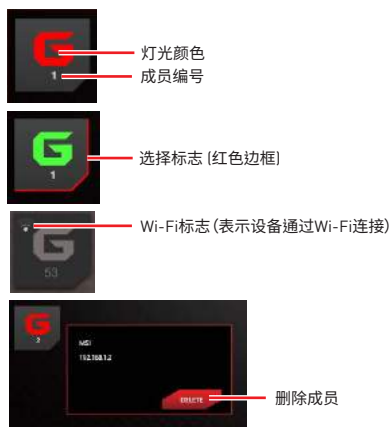 G
1
灯光颜色
成员编号
G
1
选择标志 (红色边框)
Wi-Fi标志 (表示设备通过Wi-Fi连接)
G
53
G
2
MSI
192.168.1.2
DELETE
删除成员